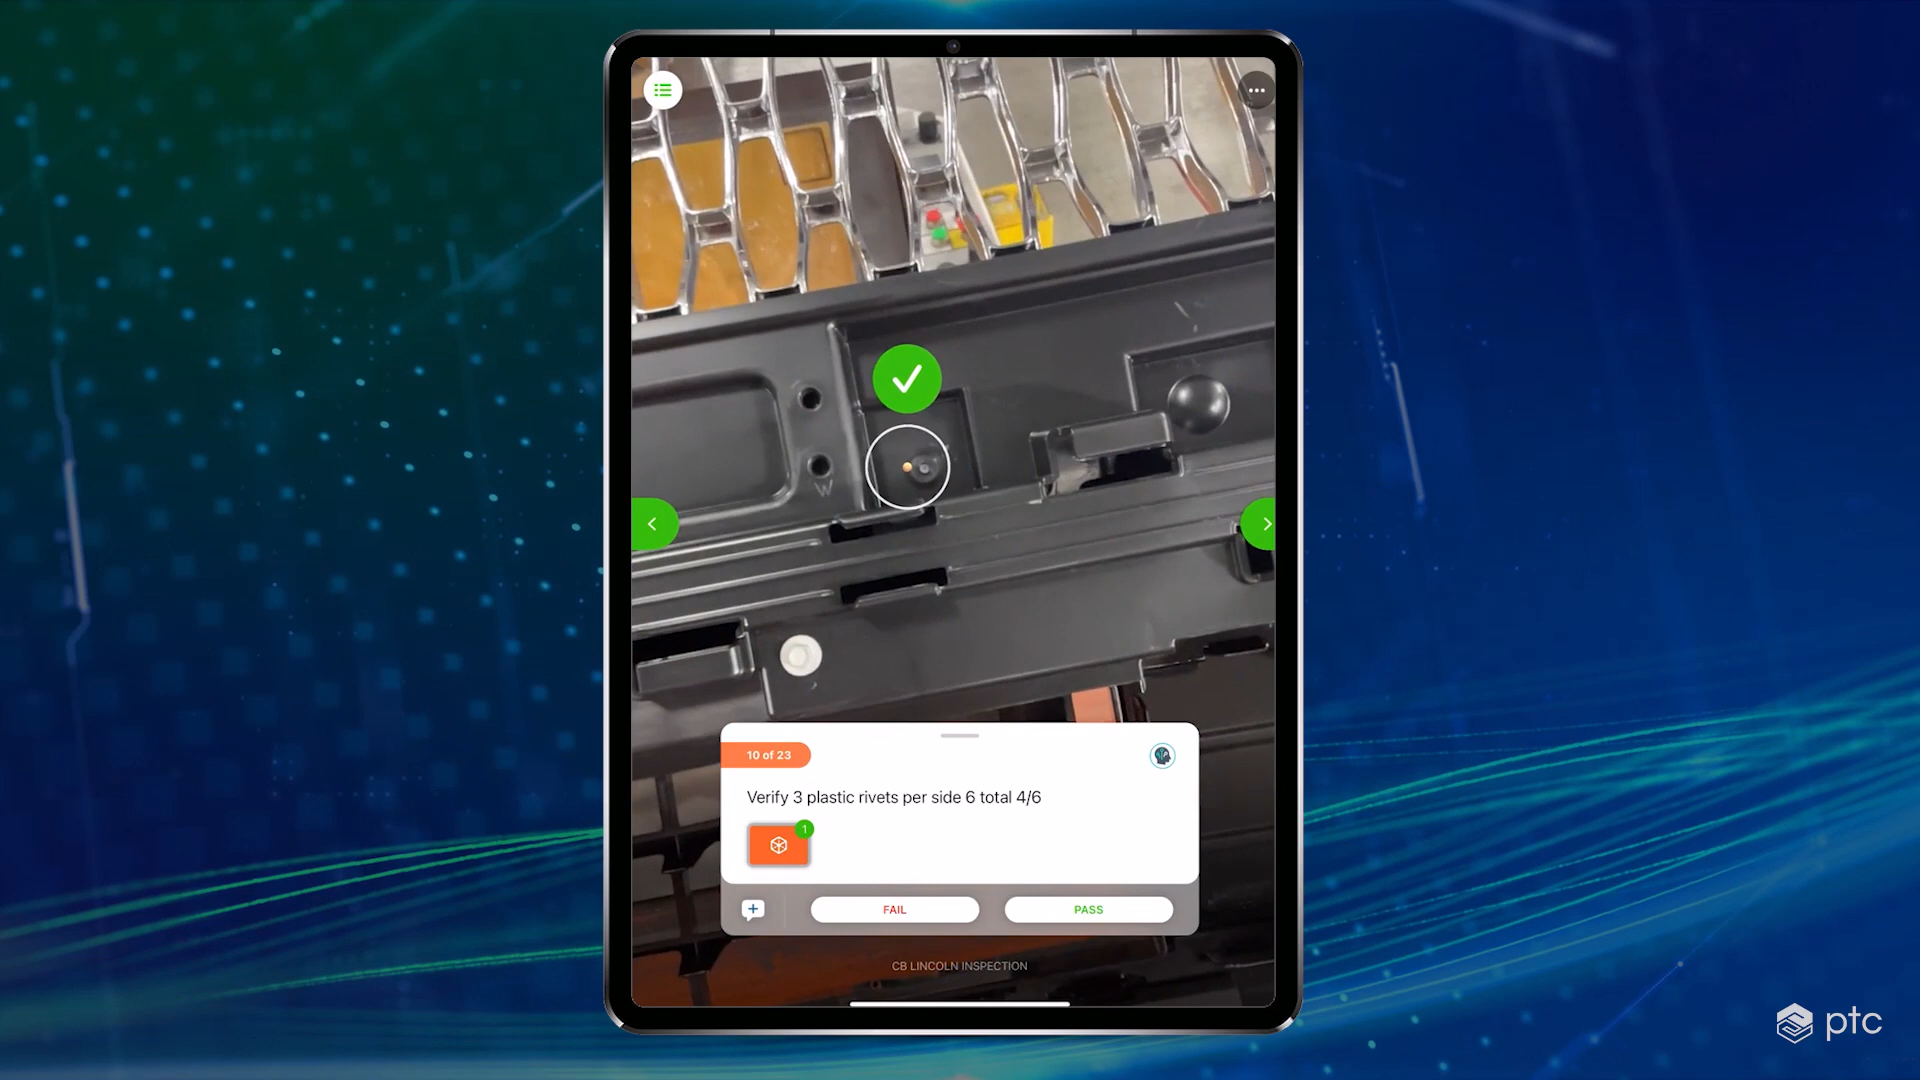 W
10 of 23
Verify 3 plastic rivets per side 6 total 4/6
1
FAIL
PASS
CB LINCOLN INSPECTION
ptc